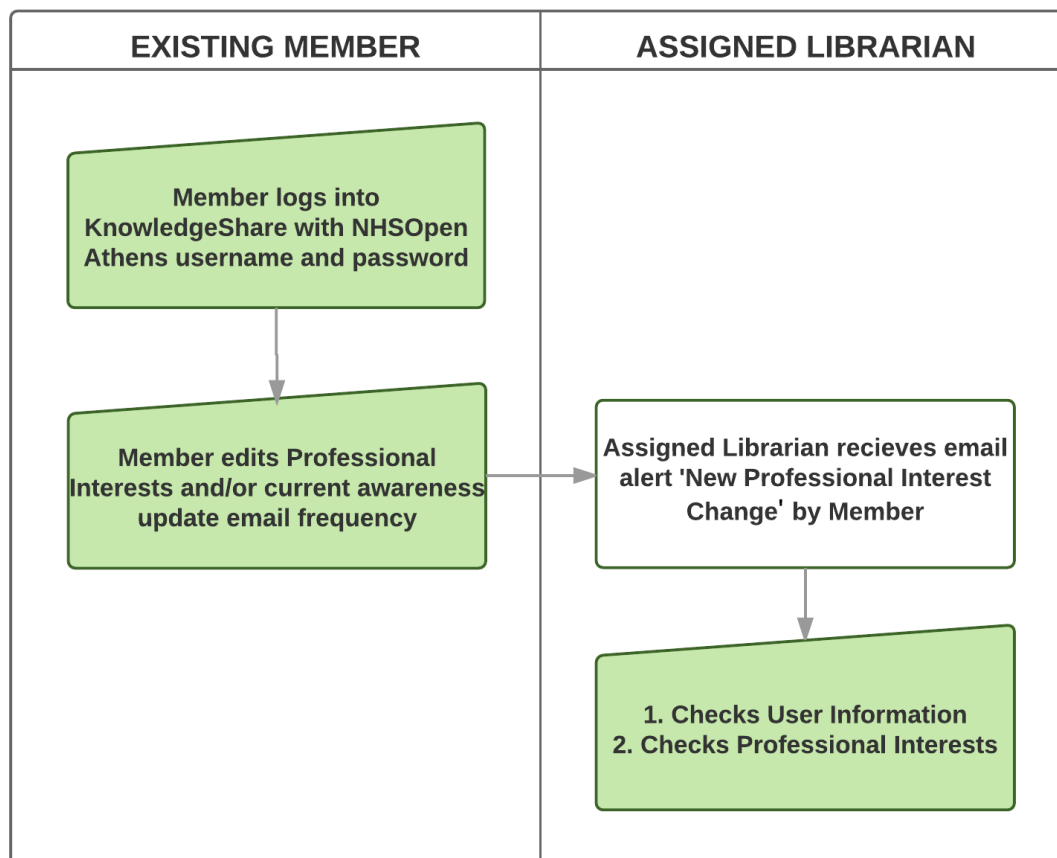 EXISTING MEMBER
ASSIGNED LIBRARIAN
Member logs into
KnowledgeShare with NHSOpen
Athens username and password
Member edits Professional
Interests and/or current awareness
update email frequency
Assigned Librarian recieves email
alert 'New Professional Interest
Change' by Member
1. Checks User Information
2. Checks Professional Interests